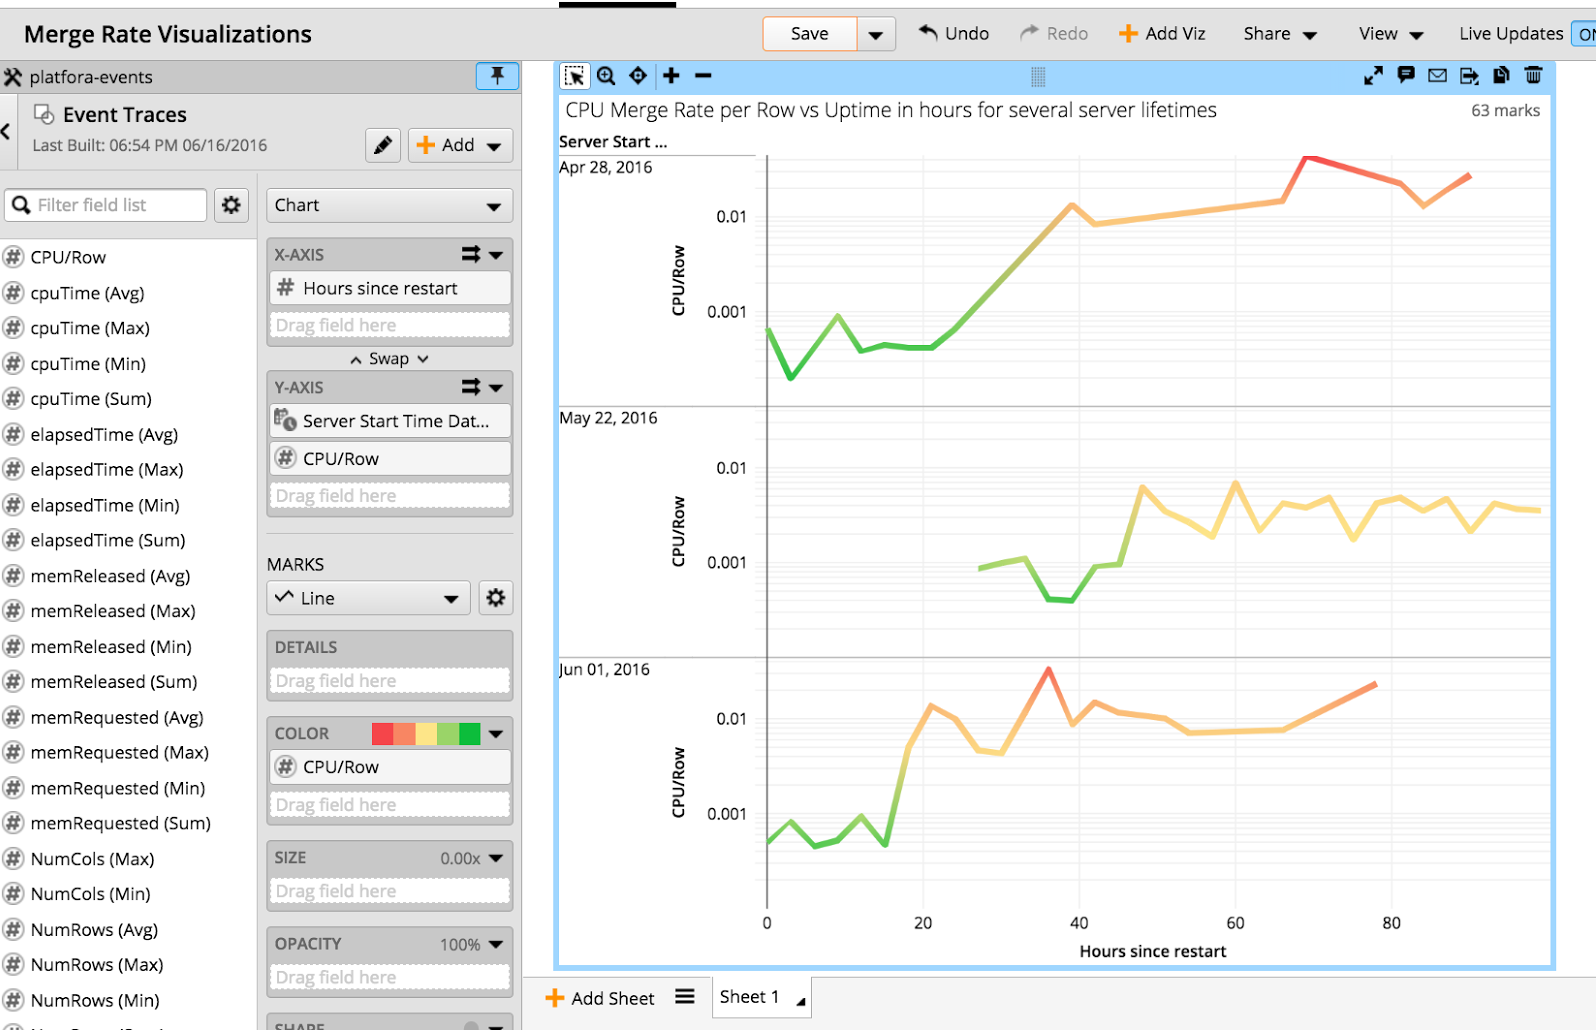 Merge Rate Visualizations
Save
Undo
Redo
Add Viz
Share
View
Live Updates
platfora-events
Event Traces
Last Built: 06:54 PM 06/16/2016
Add
Filter field list
CPU/Row
cpuTime (Avg)
cpuTime (Max)
cpuTime (Min)
cpuTime (Sum)
elapsedTime (Avg)
elapsedTime (Max)
elapsedTime (Min)
elapsedTime (Sum)
memReleased (Avg)
memReleased (Max)
memReleased (Min)
memReleased (Sum)
memRequested (Avg)
memRequested (Max)
memRequested (Min)
memRequested (Sum)
NumCols (Max)
NumCols (Min)
NumRows (Avg)
NumRows (Max)
NumRows (Min)
Chart
X-AXIS
Hours since restart
Drag field here
Swap
Y-AXIS
Server Start Time Dat...
CPU/Row
Drag field here
MARKS
Line
DETAILS
Drag field here
COLOR
CPU/Row
Drag field here
SIZE 0.00x
Drag field here
OPACITY 100%
Drag field here
SHAPE
CPU Merge Rate per Row vs Uptime in hours for several server lifetimes
63 marks
Server Start ...
Apr 28, 2016
0.01
CPU/Row
0.001
May 22, 2016
0.01
CPU/Row
0.001
Jun 01, 2016
0.01
CPU/Row
0.001
0 20 40 60 80
Hours since restart
Add Sheet
Sheet 1